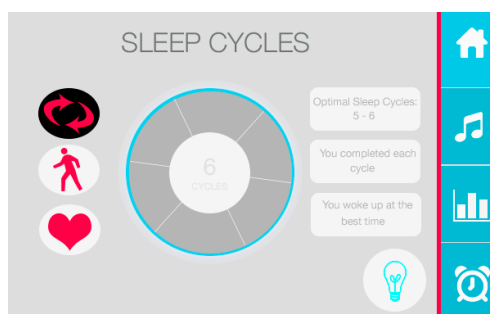 SLEEP CYCLES
6
CYCLES
Optimal Sleep Cycles:
5 - 6
You completed each
cycle
You woke up at the
best time